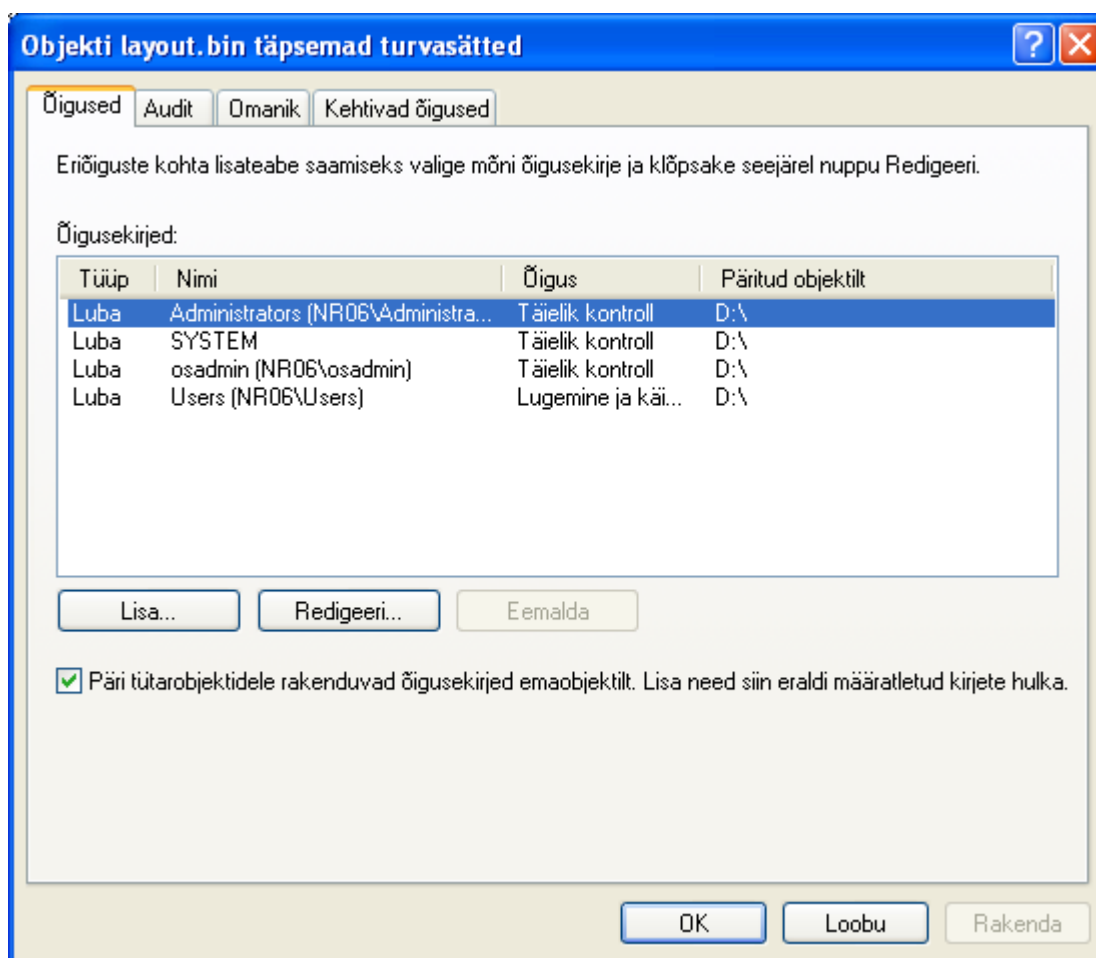 Objekti layout.bin täpsemad turvasätted
Õigused Audit Omanik Kehtivad õigused
Eriõiguste kohta lisateabe saamiseks valige mõni õigusekirje ja klõpsake seejärel nuppu Redigeeri.
Õigusekirjed:
Tüüp Nimi Õigus Päritud objektilt
Luba Administrators (NR06\Administra... Täielik kontroll D:\
Luba SYSTEM Täielik kontroll D:\
Luba osadmin (NR06\osadmin) Täielik kontroll D:\
Luba Users (NR06\Users) Lugemine ja käi... D:\
Lisa... Redigeeri... Eemalda
Päri tütarobjektidele rakenduvad õigusekirjed emaobjektilt. Lisa need siin eraldi määratletud kirjete hulka.
OK Loobu Rakenda